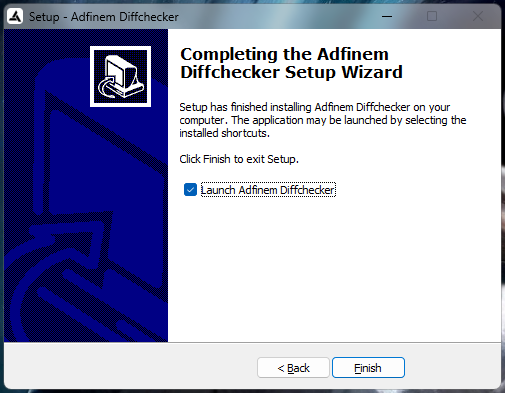 Setup - Adfinem Diffchecker
Completing the Adfinem
Diffchecker Setup Wizard
Setup has finished installing Adfinem Diffchecker on your
computer. The application may be launched by selecting the
installed shortcuts.
Click Finish to exit Setup.
Launch Adfinem Diffchecker
< Back
Finish